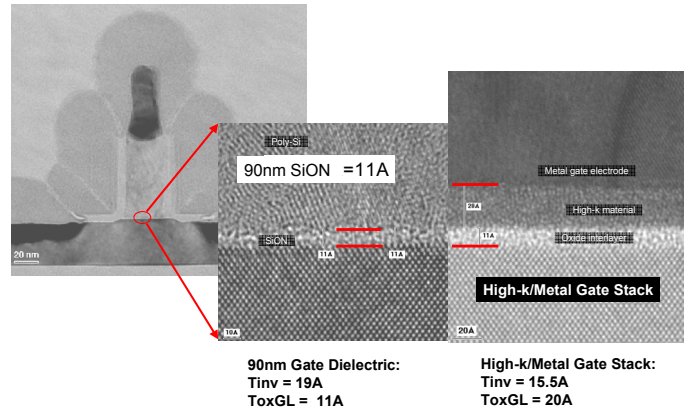 20 nm
Poly-Si
90nm SiON =11A
SiON
11A
11A
10A
Metal gate electrode
20A
High-k material
11A
Oxide interlayer
High-k/Metal Gate Stack
20A
90nm Gate Dielectric:
Tinv = 19A
ToxGL = 11A
High-k/Metal Gate Stack:
Tinv = 15.5A
ToxGL = 20A